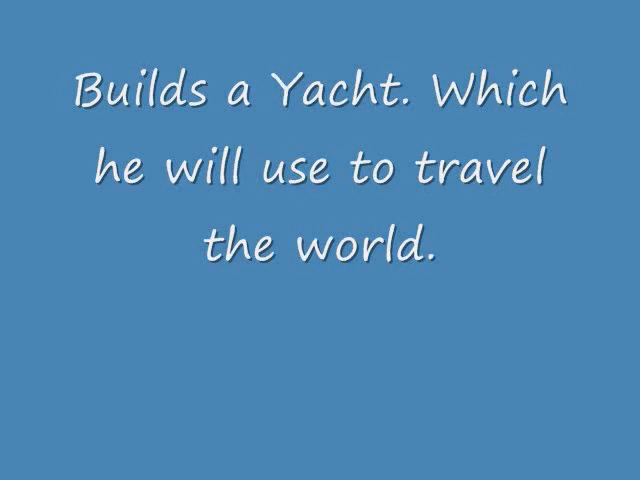 Builds a Yacht. Which
he will use to travel
the world.